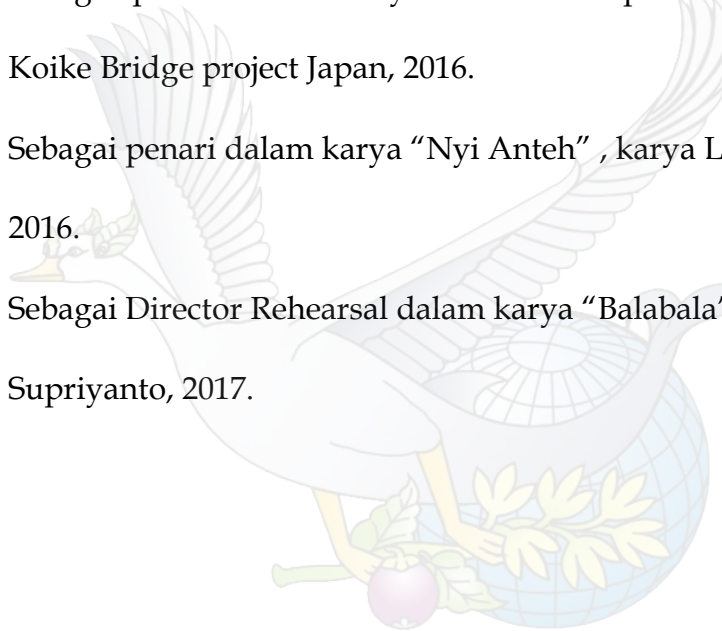 Koike Bridge project Japan, 2016.
Sebagai penari dalam karya “Nyi Anteh” , karya L
2016.
Sebagai Director Rehearsal dalam karya “Balabala”
Supriyanto, 2017.